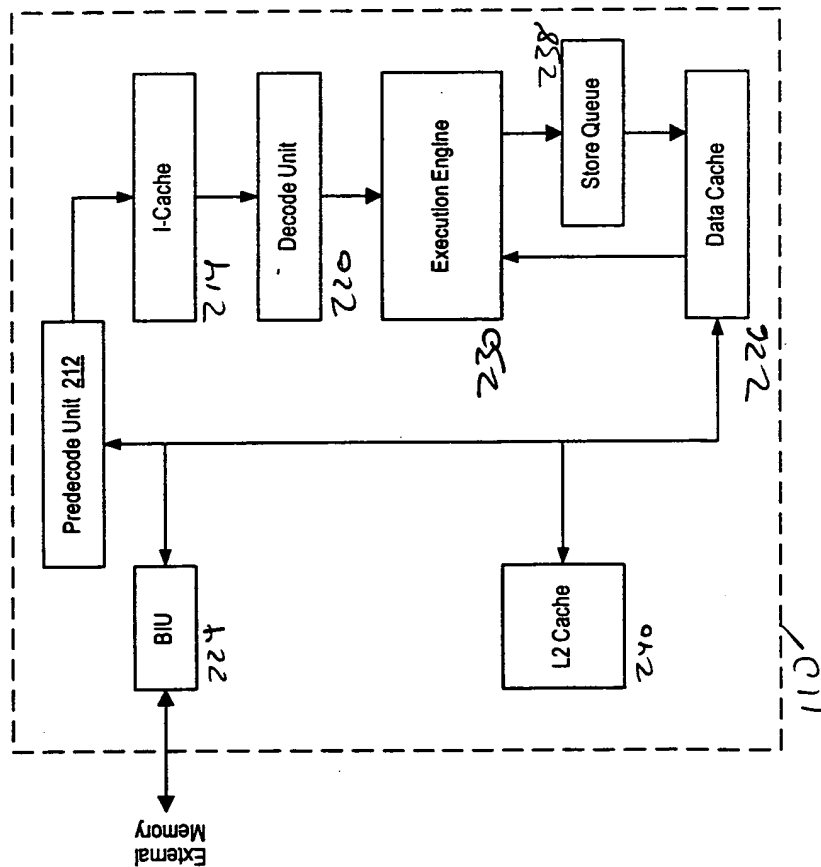 Predecode Unit 212
I-Cache
214
Decode Unit
220
Execution Engine
230
Store Queue
238
Data Cache
226
BIU
224
L2 Cache
240
External
Memory
110